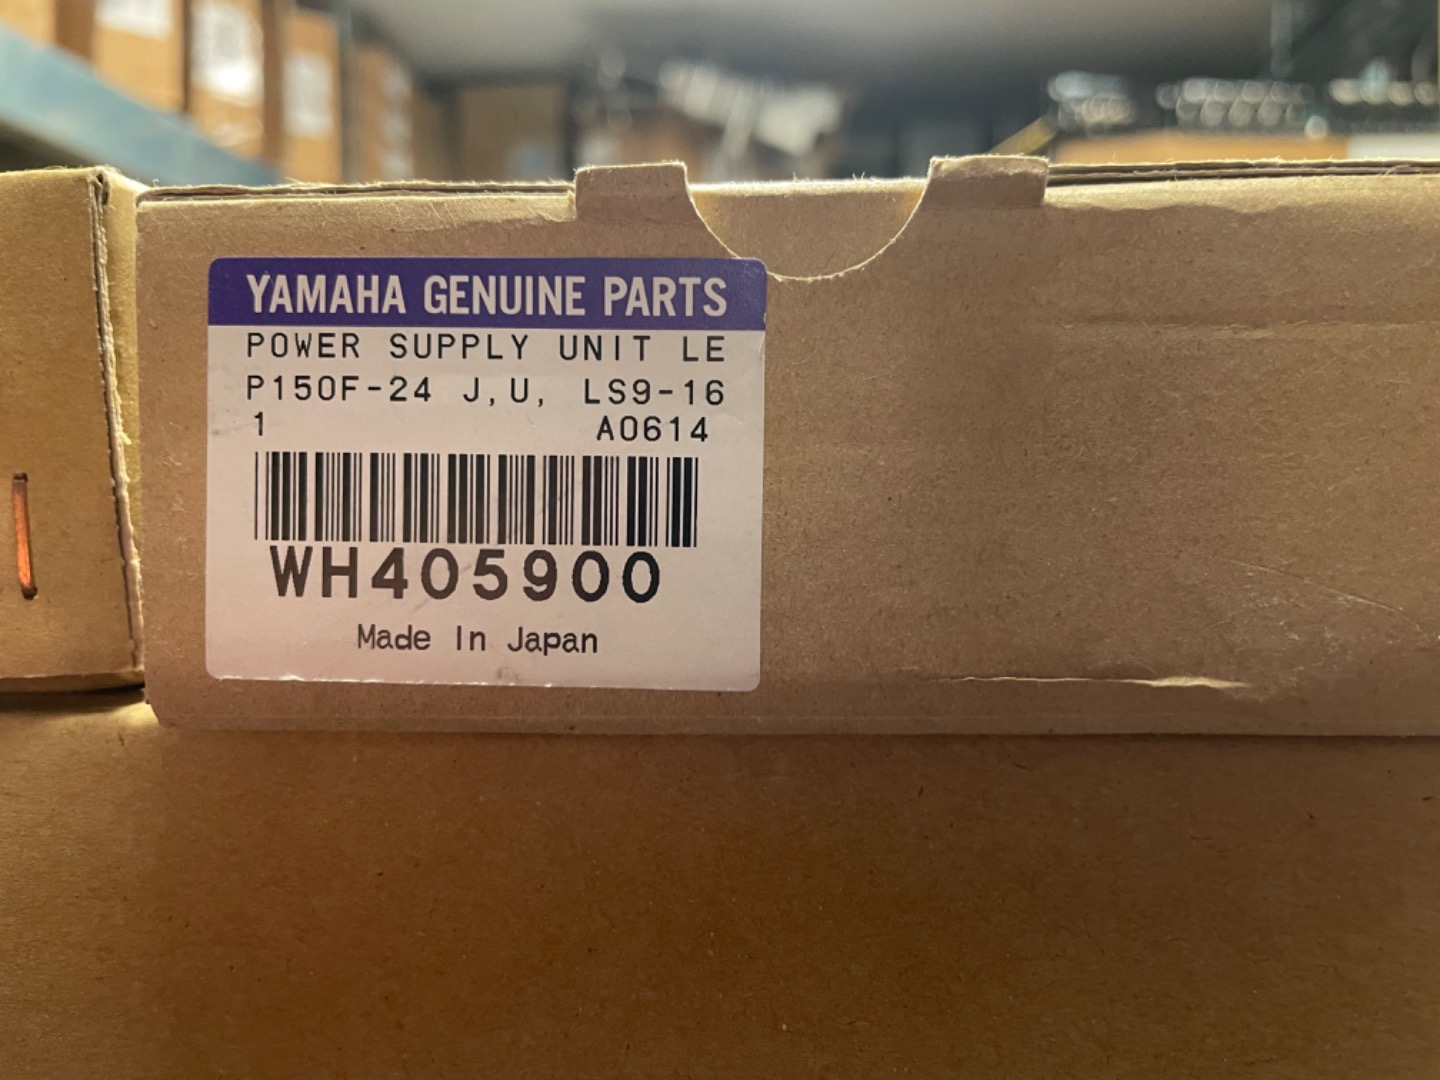 YAMAHA GENUINE PARTS
POWER SUPPLY UNIT LE
P150F-24 J,U, LS9-16
1 A0614
WH405900
Made In Japan